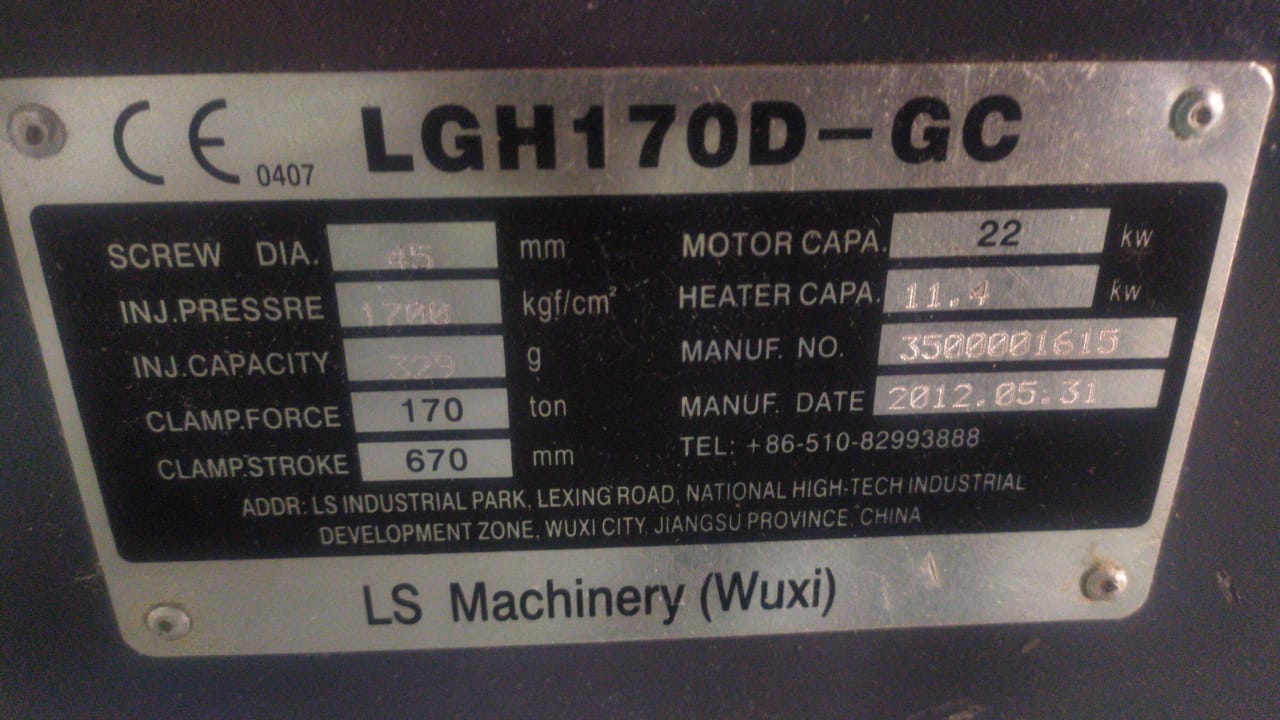 CE 0407 LGH170D-GC
SCREW DIA. 45 mm
INJ.PRESSRE 1700 kgf/cm²
INJ.CAPACITY 329 g
CLAMP.FORCE 170 ton
CLAMP.STROKE 670 mm
MOTOR CAPA. 22 kw
HEATER CAPA. 11.4 kw
MANUF. NO. 3500001615
MANUF. DATE 2012.05.31
TEL: +86-510-82993888
ADDR: LS INDUSTRIAL PARK, LEXING ROAD, NATIONAL HIGH-TECH INDUSTRIAL
DEVELOPMENT ZONE, WUXI CITY, JIANGSU PROVINCE, CHINA
LS Machinery (Wuxi)